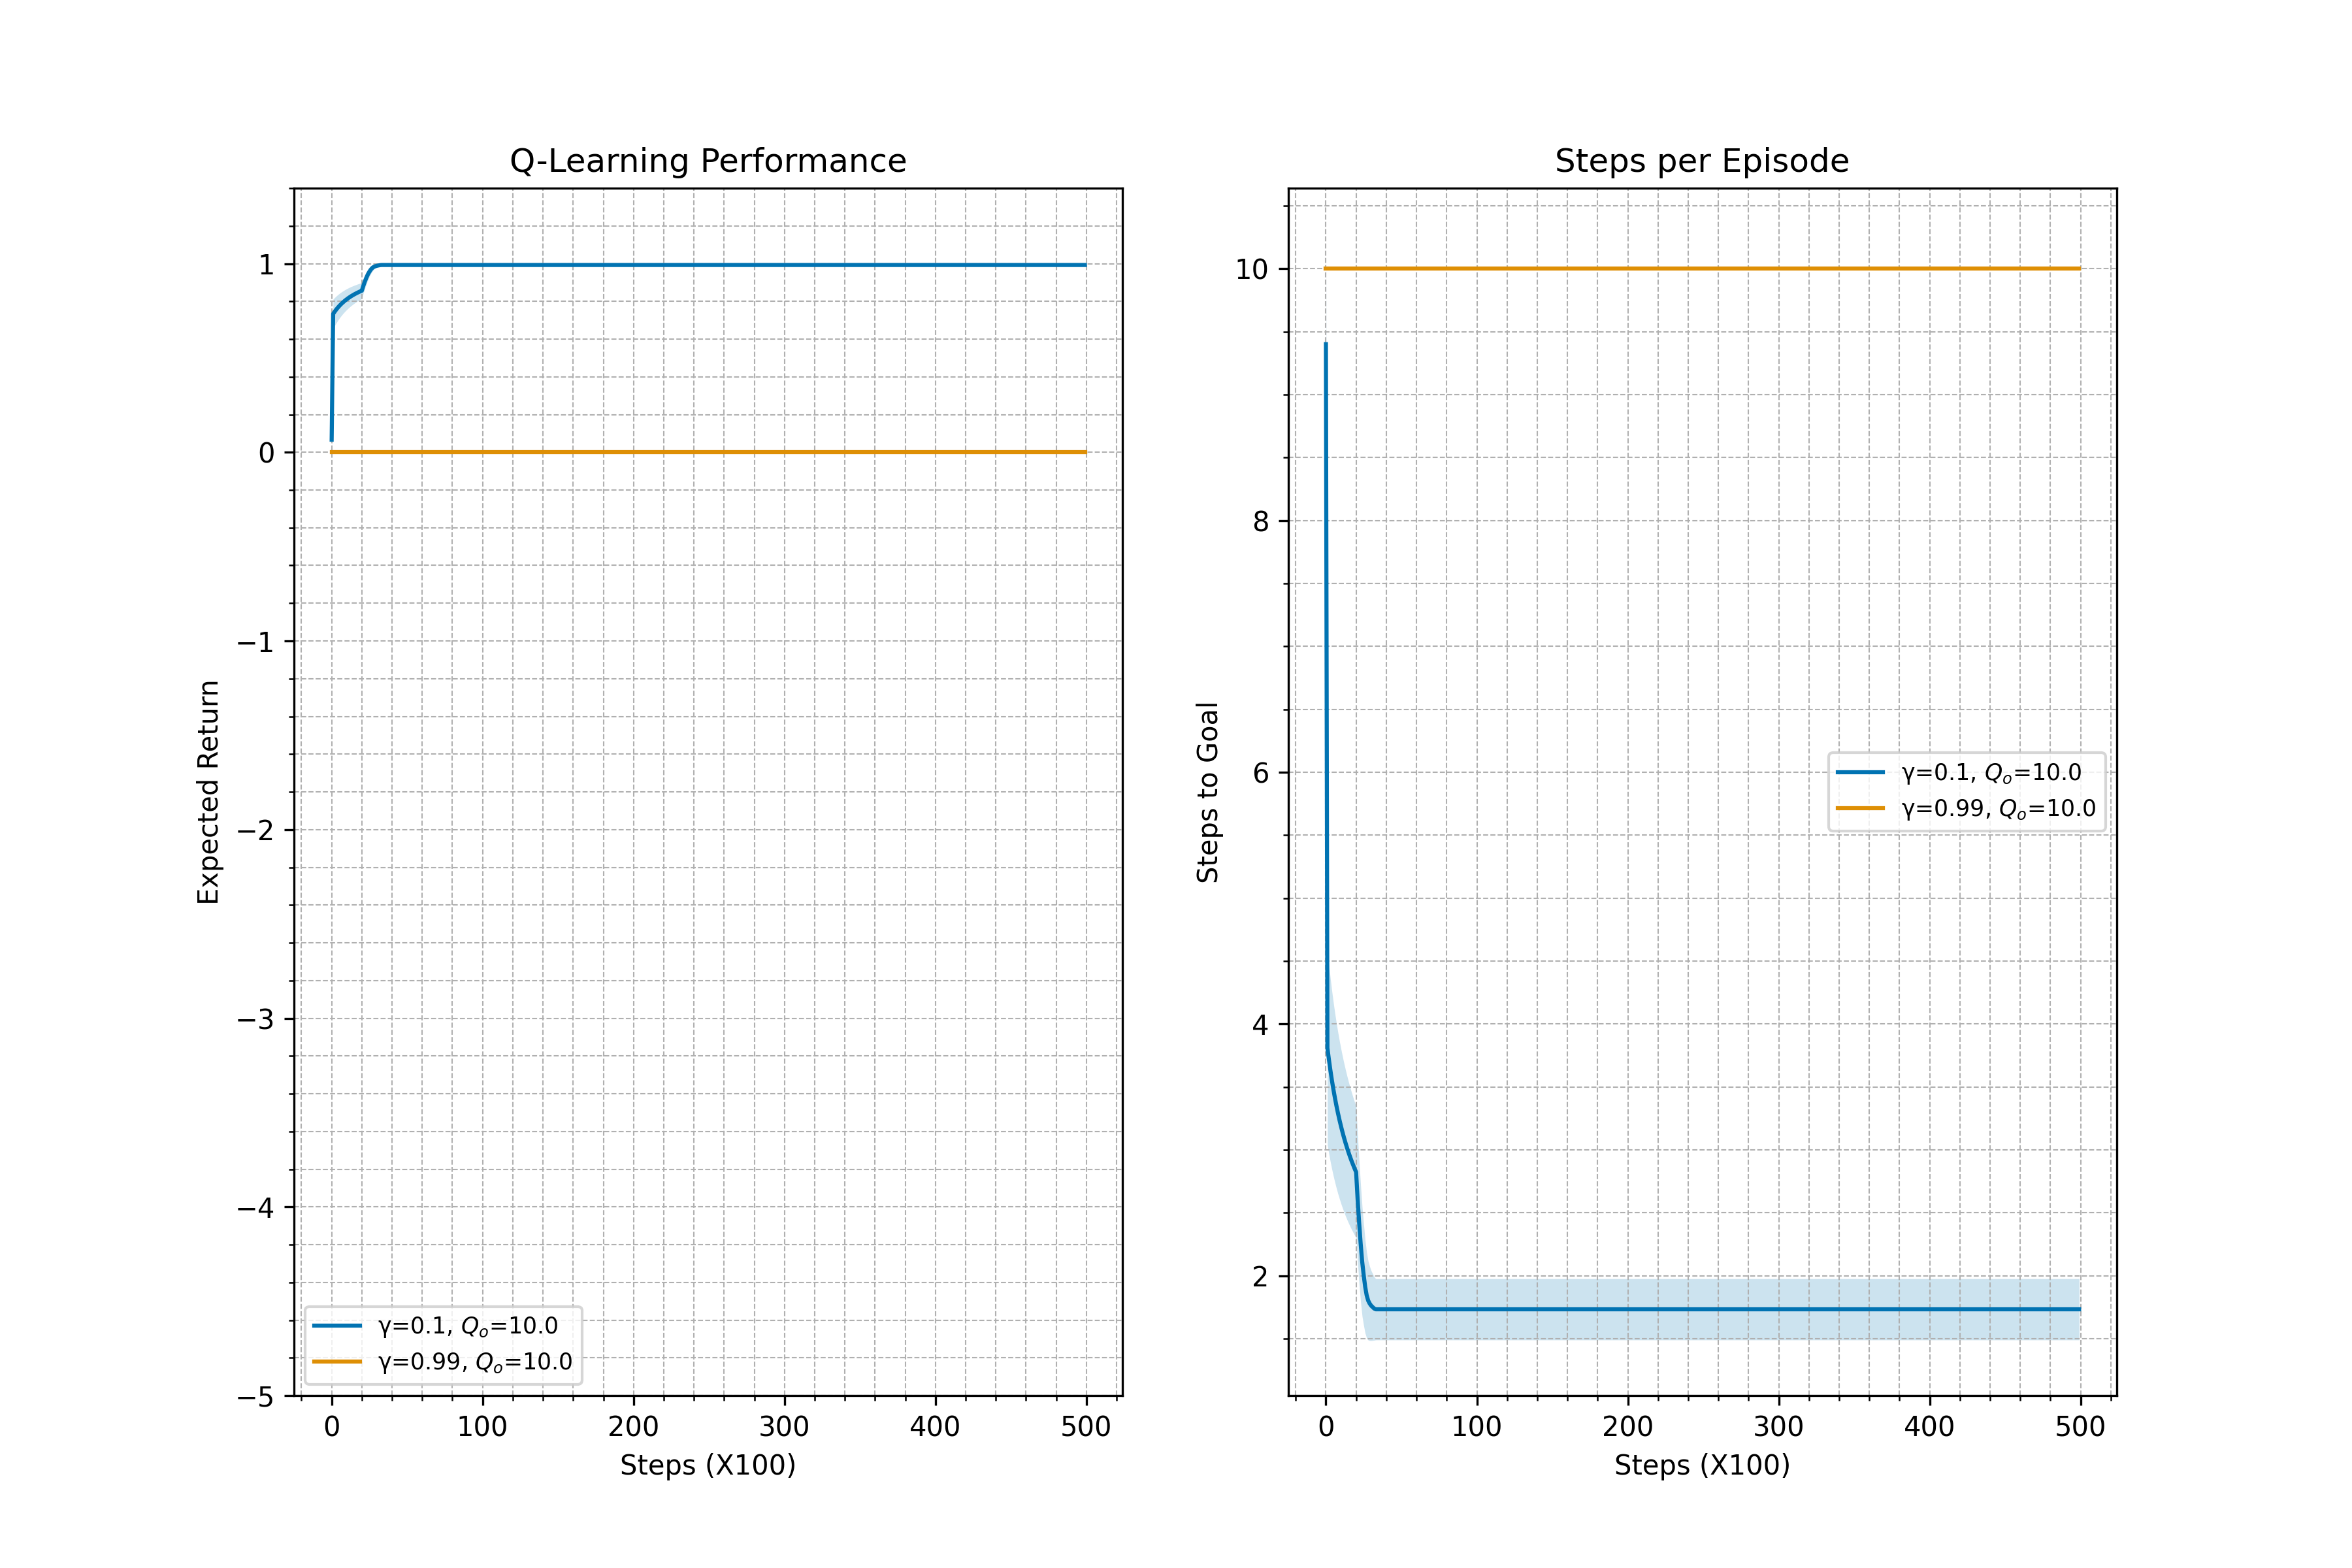 Q-Learning Performance
Expected Return
1
0
−1
−2
−3
−4
−5
0 100 200 300 400 500
Steps (X100)
γ=0.1, Qₒ=10.0
γ=0.99, Qₒ=10.0
Steps per Episode
Steps to Goal
10
8
6
4
2
0 100 200 300 400 500
Steps (X100)
γ=0.1, Qₒ=10.0
γ=0.99, Qₒ=10.0